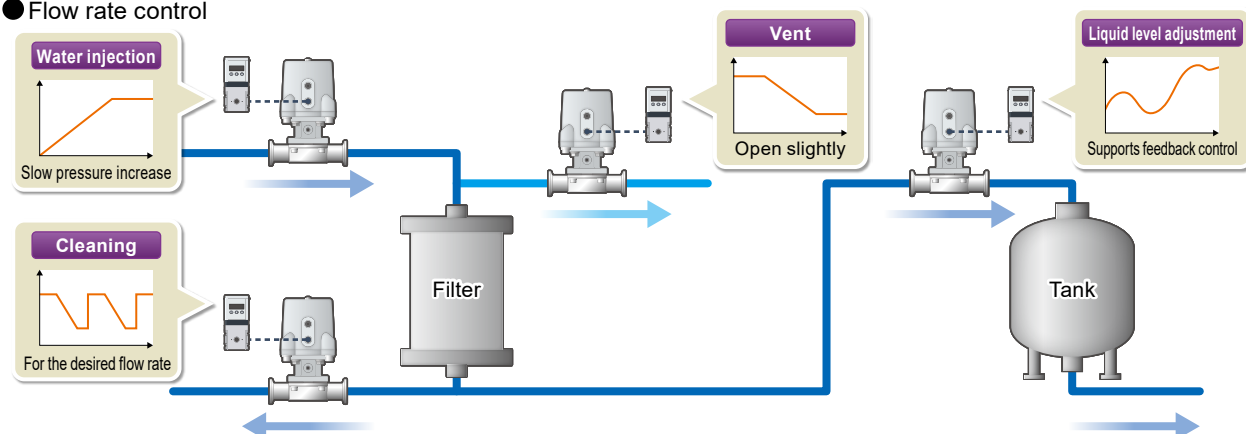 ● Flow rate control
Water injection
Slow pressure increase
Vent
Open slightly
Liquid level adjustment
Supports feedback control
Cleaning
For the desired flow rate
Filter
Tank